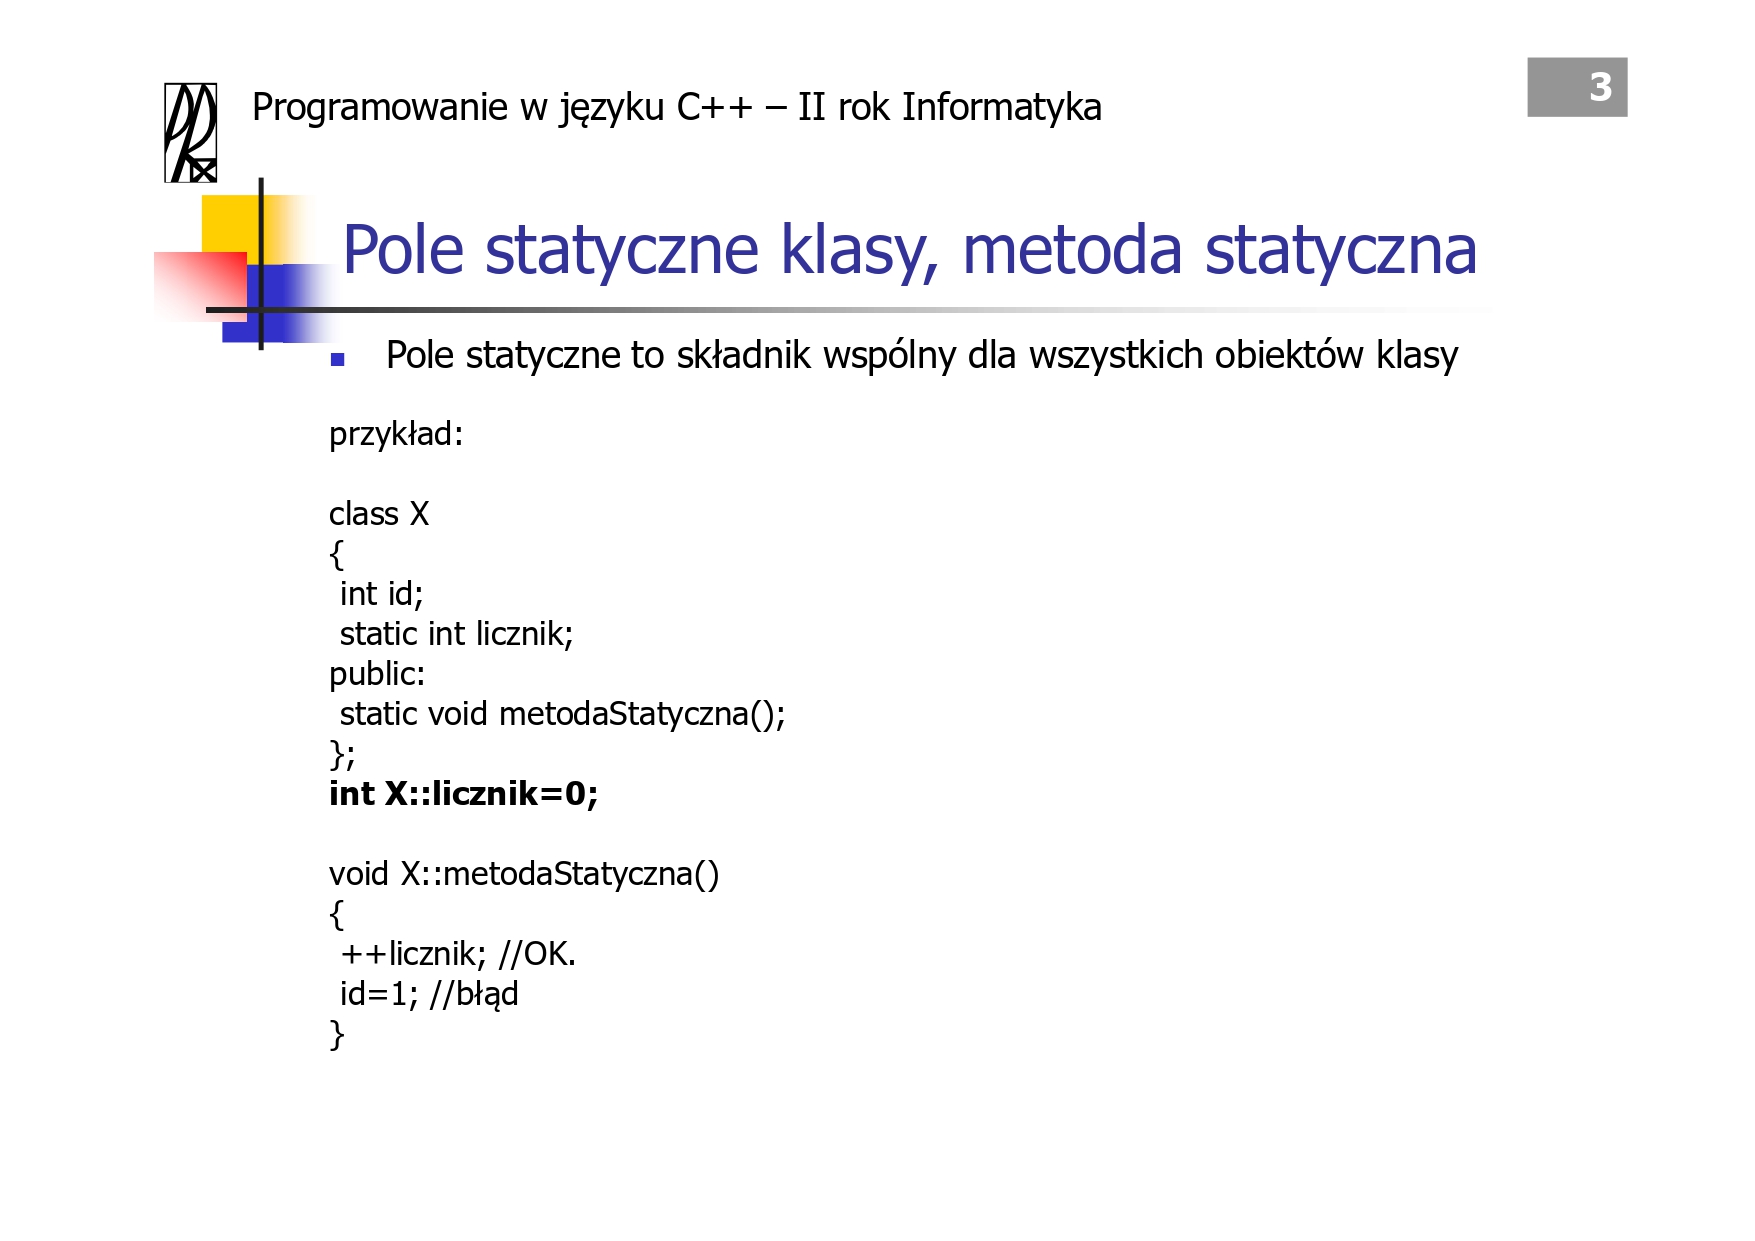 Programowanie w języku C++ – II rok Informatyka
3
Pole statyczne klasy, metoda statyczna
Pole statyczne to składnik wspólny dla wszystkich obiektów klasy
przykład:
class X
{
int id;
static int licznik;
public:
static void metodaStatyczna();
};
int X::licznik=0;
void X::metodaStatyczna()
{
++licznik; //OK.
id=1; //błąd
}